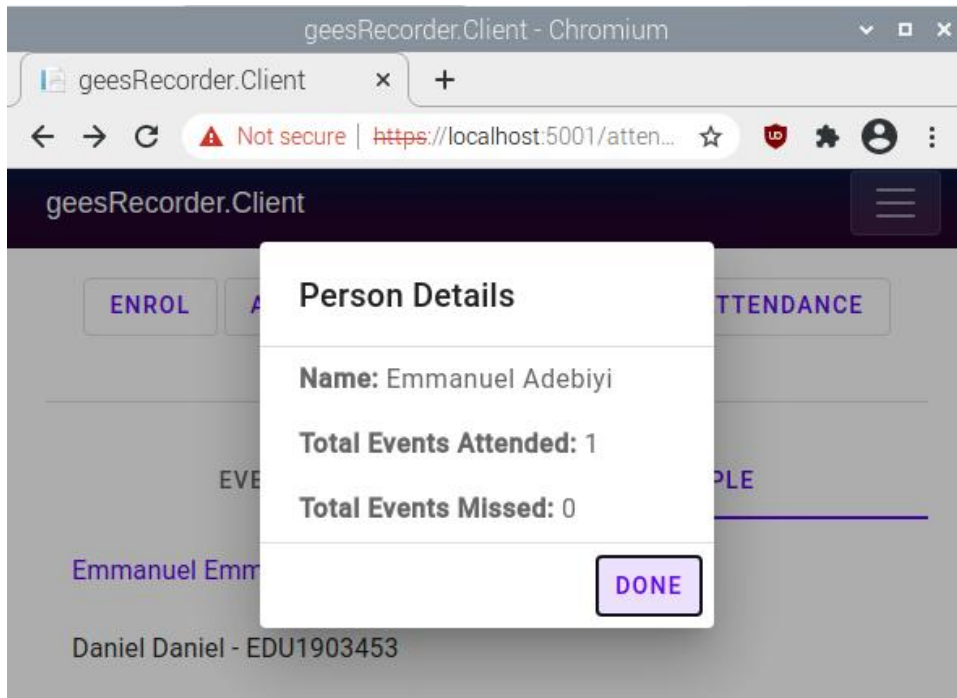 geesRecorder.Client - Chromium
geesRecorder.Client
Not secure | https://localhost:5001/atten...
geesRecorder.Client
ENROL A TTENDANCE
Person Details
Name: Emmanuel Adebiyi
Total Events Attended: 1
EVE PLE
Total Events Missed: 0
Emmanuel Emm
DONE
Daniel Daniel - EDU1903453